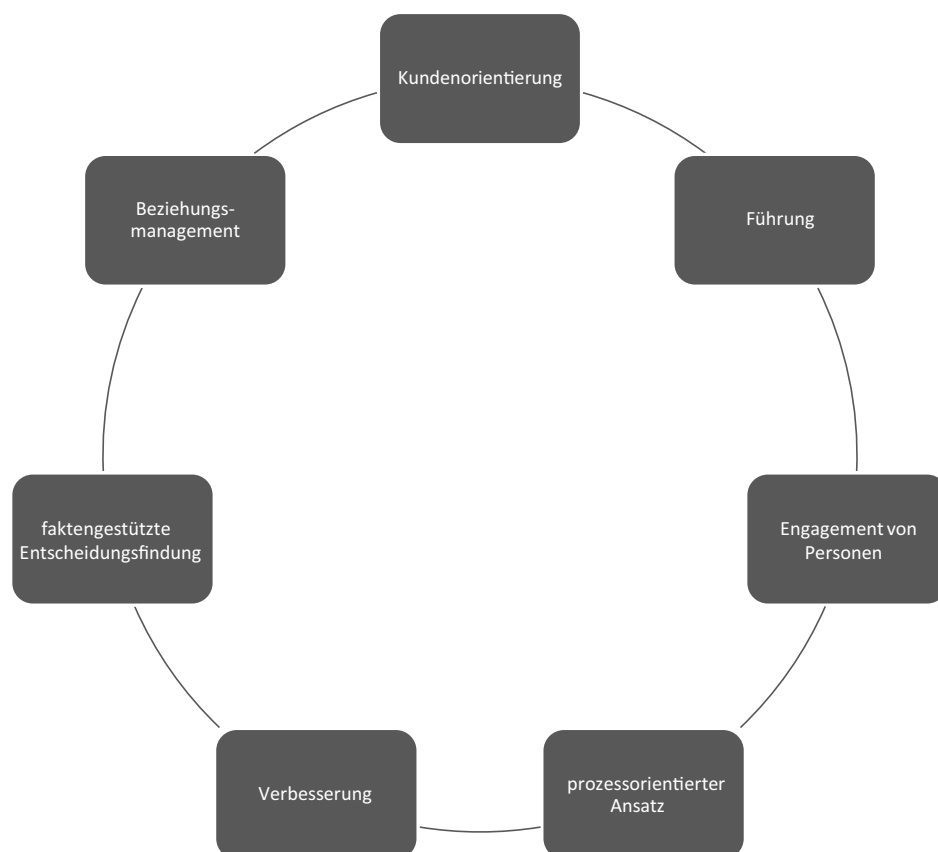 Kundenorientierung
Führung
Engagement von
Personen
prozessorientierter
Ansatz
Verbesserung
faktengestützte
Entscheidungsfindung
Beziehungs-
management